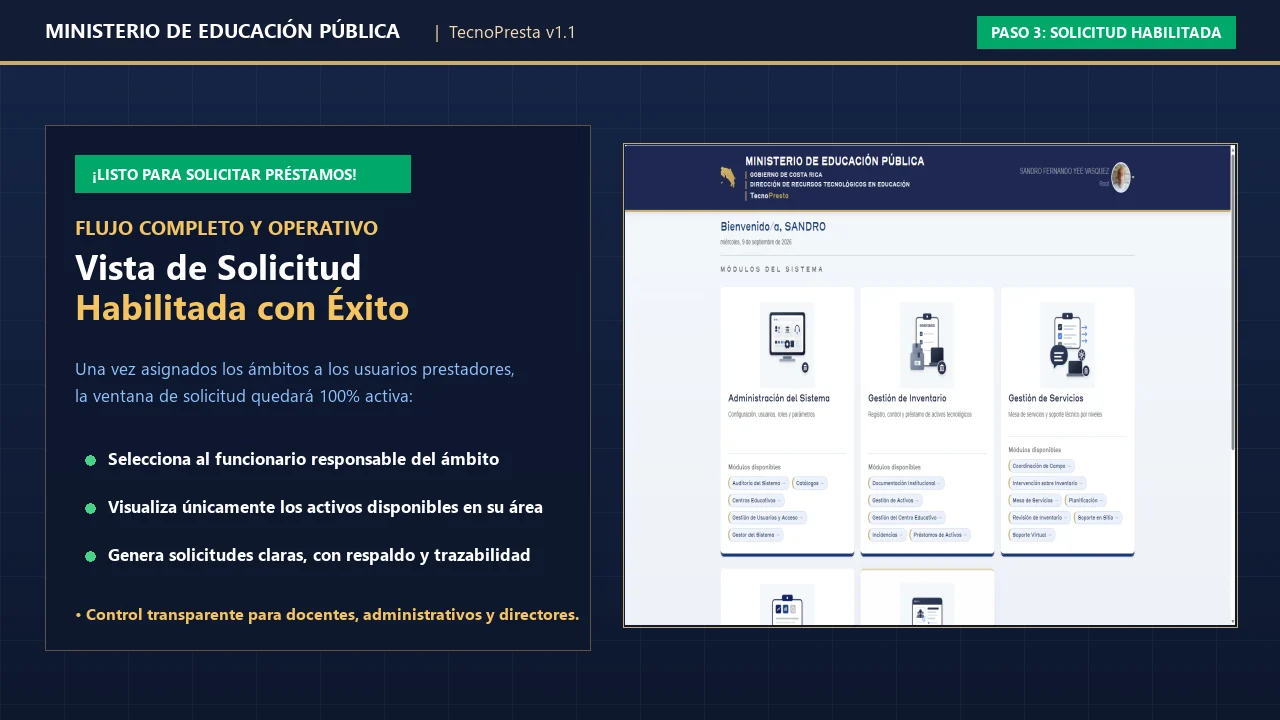 MINISTERIO DE EDUCACIÓN PÚBLICA | TecnoPresta v1.1
PASO 3: SOLICITUD HABILITADA
¡LISTO PARA SOLICITAR PRÉSTAMOS!
FLUJO COMPLETO Y OPERATIVO
Vista de Solicitud
Habilitada con Éxito
Una vez asignados los ámbitos a los usuarios prestadores,
la ventana de solicitud quedará 100% activa:
Selecciona al funcionario responsable del ámbito
Visualiza únicamente los activos disponibles en su área
Genera solicitudes claras, con respaldo y trazabilidad
• Control transparente para docentes, administrativos y directores.
MINISTERIO DE EDUCACIÓN PÚBLICA
GOBIERNO DE COSTA RICA
DIRECCIÓN DE RECURSOS TECNOLÓGICOS EN EDUCACIÓN
TecnoPresta
SANDRO FERNANDO YEE VASQUEZ
Root
Bienvenido/a, SANDRO
miércoles, 9 de septiembre de 2026
MÓDULOS DEL SISTEMA
Administración del Sistema
Configuración, usuarios, roles y parámetros
Módulos disponibles
Auditoría del Sistema →
Catálogos →
Centros Educativos →
Gestión de Usuarios y Acceso →
Gestor del Sistema →
Gestión de Inventario
Registro, control y préstamo de activos tecnológicos
Módulos disponibles
Documentación Institucional →
Gestión de Activos →
Gestión del Centro Educativo →
Incidencias →
Préstamos de Activos →
Gestión de Servicios
Mesa de servicios y soporte técnico por niveles
Módulos disponibles
Coordinación de Campo →
Intervención sobre Inventario →
Mesa de Servicios →
Planificación →
Revisión de Inventario →
Soporte en Sitio →
Soporte Virtual →